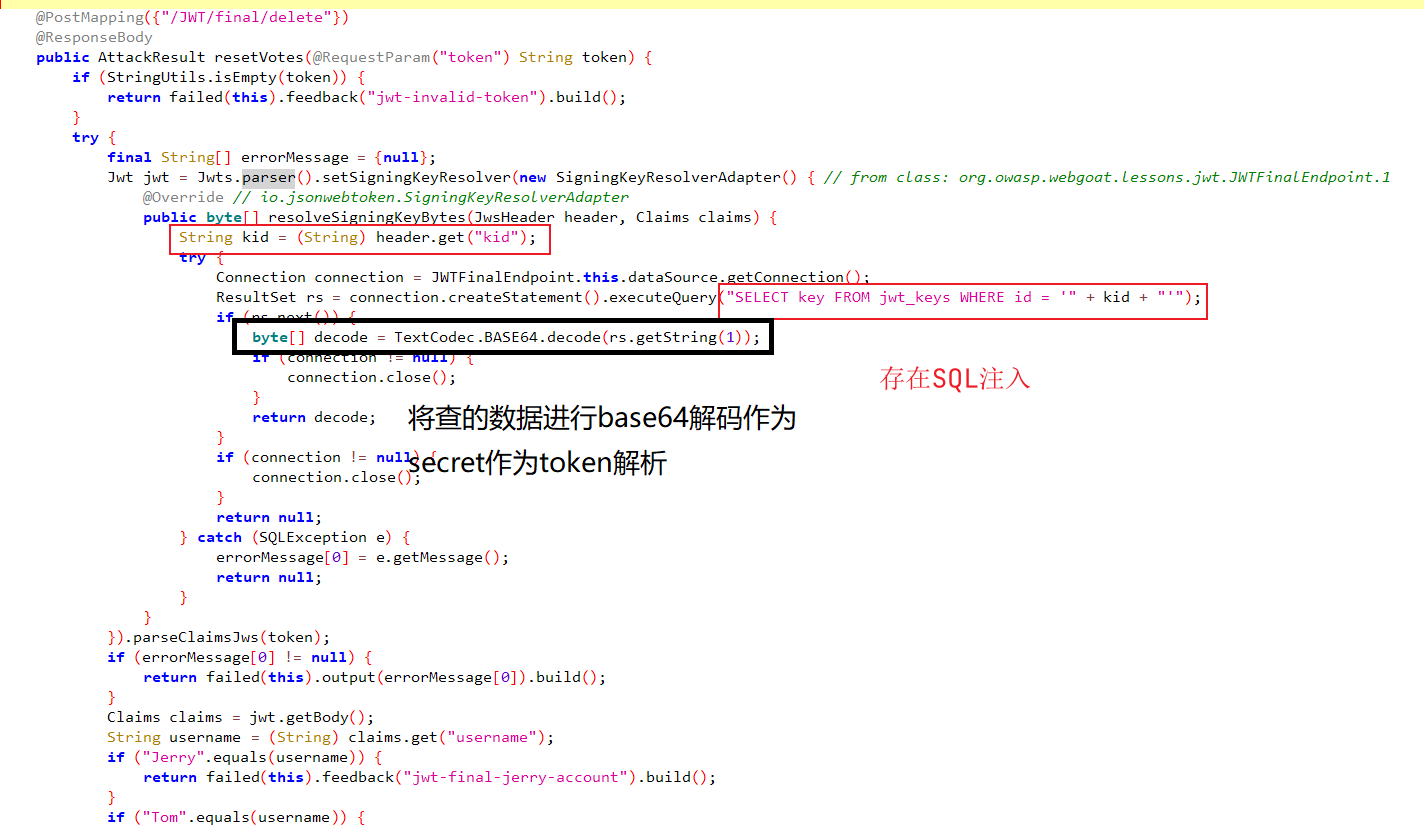 @PostMapping({"/JWT/final/delete"})
@ResponseBody
public AttackResult resetVotes(@RequestParam("token") String token) {
if (StringUtils.isEmpty(token)) {
return failed(this).feedback("jwt-invalid-token").build();
}
try {
final String[] errorMessage = {null};
Jwt jwt = Jwts.parser().setSigningKeyResolver(new SigningKeyResolverAdapter() { // from class: org.owasp.webgoat.lessons.jwt.JWTFinalEndpoint.1
@Override // io.jsonwebtoken.SigningKeyResolverAdapter
public byte[] resolveSigningKeyBytes(JwsHeader header, Claims claims) {
String kid = (String) header.get("kid");
try {
Connection connection = JWTFinalEndpoint.this.dataSource.getConnection();
ResultSet rs = connection.createStatement().executeQuery("SELECT key FROM jwt_keys WHERE id = '" + kid + "'");
if (rs.next()) {
byte[] decode = TextCodec.BASE64.decode(rs.getString(1));
if (connection != null) {
connection.close();
存在SQL注入
}
return decode;
将查的数据进行base64解码作为
}
if (connection != null) {
secret作为token解析
connection.close();
}
return null;
} catch (SQLException e) {
errorMessage[0] = e.getMessage();
return null;
}
}
}).parseClaimsJws(token);
if (errorMessage[0] != null) {
return failed(this).output(errorMessage[0]).build();
}
Claims claims = jwt.getBody();
String username = (String) claims.get("username");
if ("Jerry".equals(username)) {
return failed(this).feedback("jwt-final-jerry-account").build();
}
if ("Tom".equals(username)) {